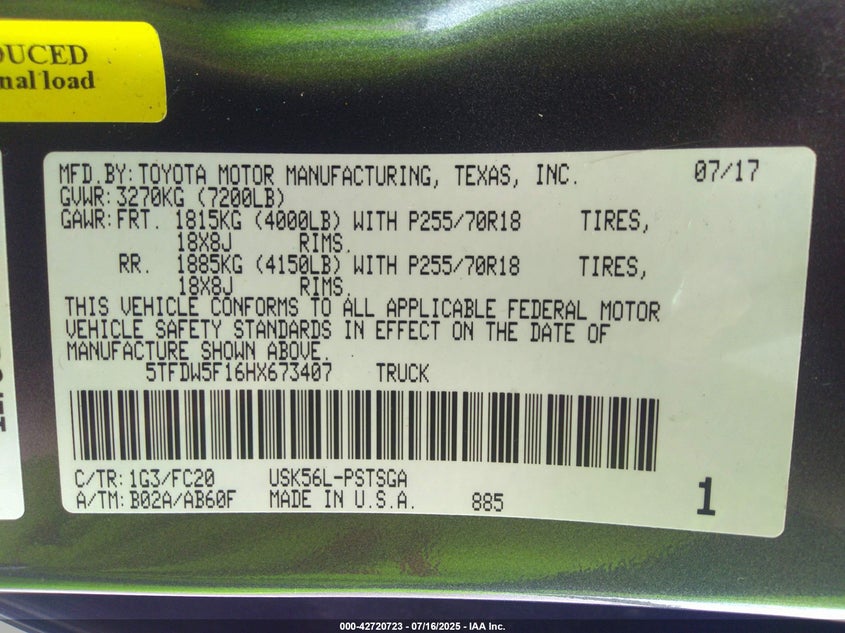 DUCED
nal load
MFD.BY: TOYOTA MOTOR MANUFACTURING, TEXAS, INC. 07/17
GVWR: 3270KG (7200LB)
GAWR: FRT. 1815KG (4000LB) WITH P255/70R18 TIRES,
18X8J RIMS.
RR. 1885KG (4150LB) WITH P255/70R18 TIRES,
18X8J RIMS.
THIS VEHICLE CONFORMS TO ALL APPLICABLE FEDERAL MOTOR
VEHICLE SAFETY STANDARDS IN EFFECT ON THE DATE OF
MANUFACTURE SHOWN ABOVE.
5TFDW5F16HX673407 TRUCK
C/TR: 1G3/FC20 USK56L-PSTSGA
A/TM: B02A/AB60F MADE IN U.S.A. 885 1
000-42720723 - 07/16/2025 - IAA Inc.